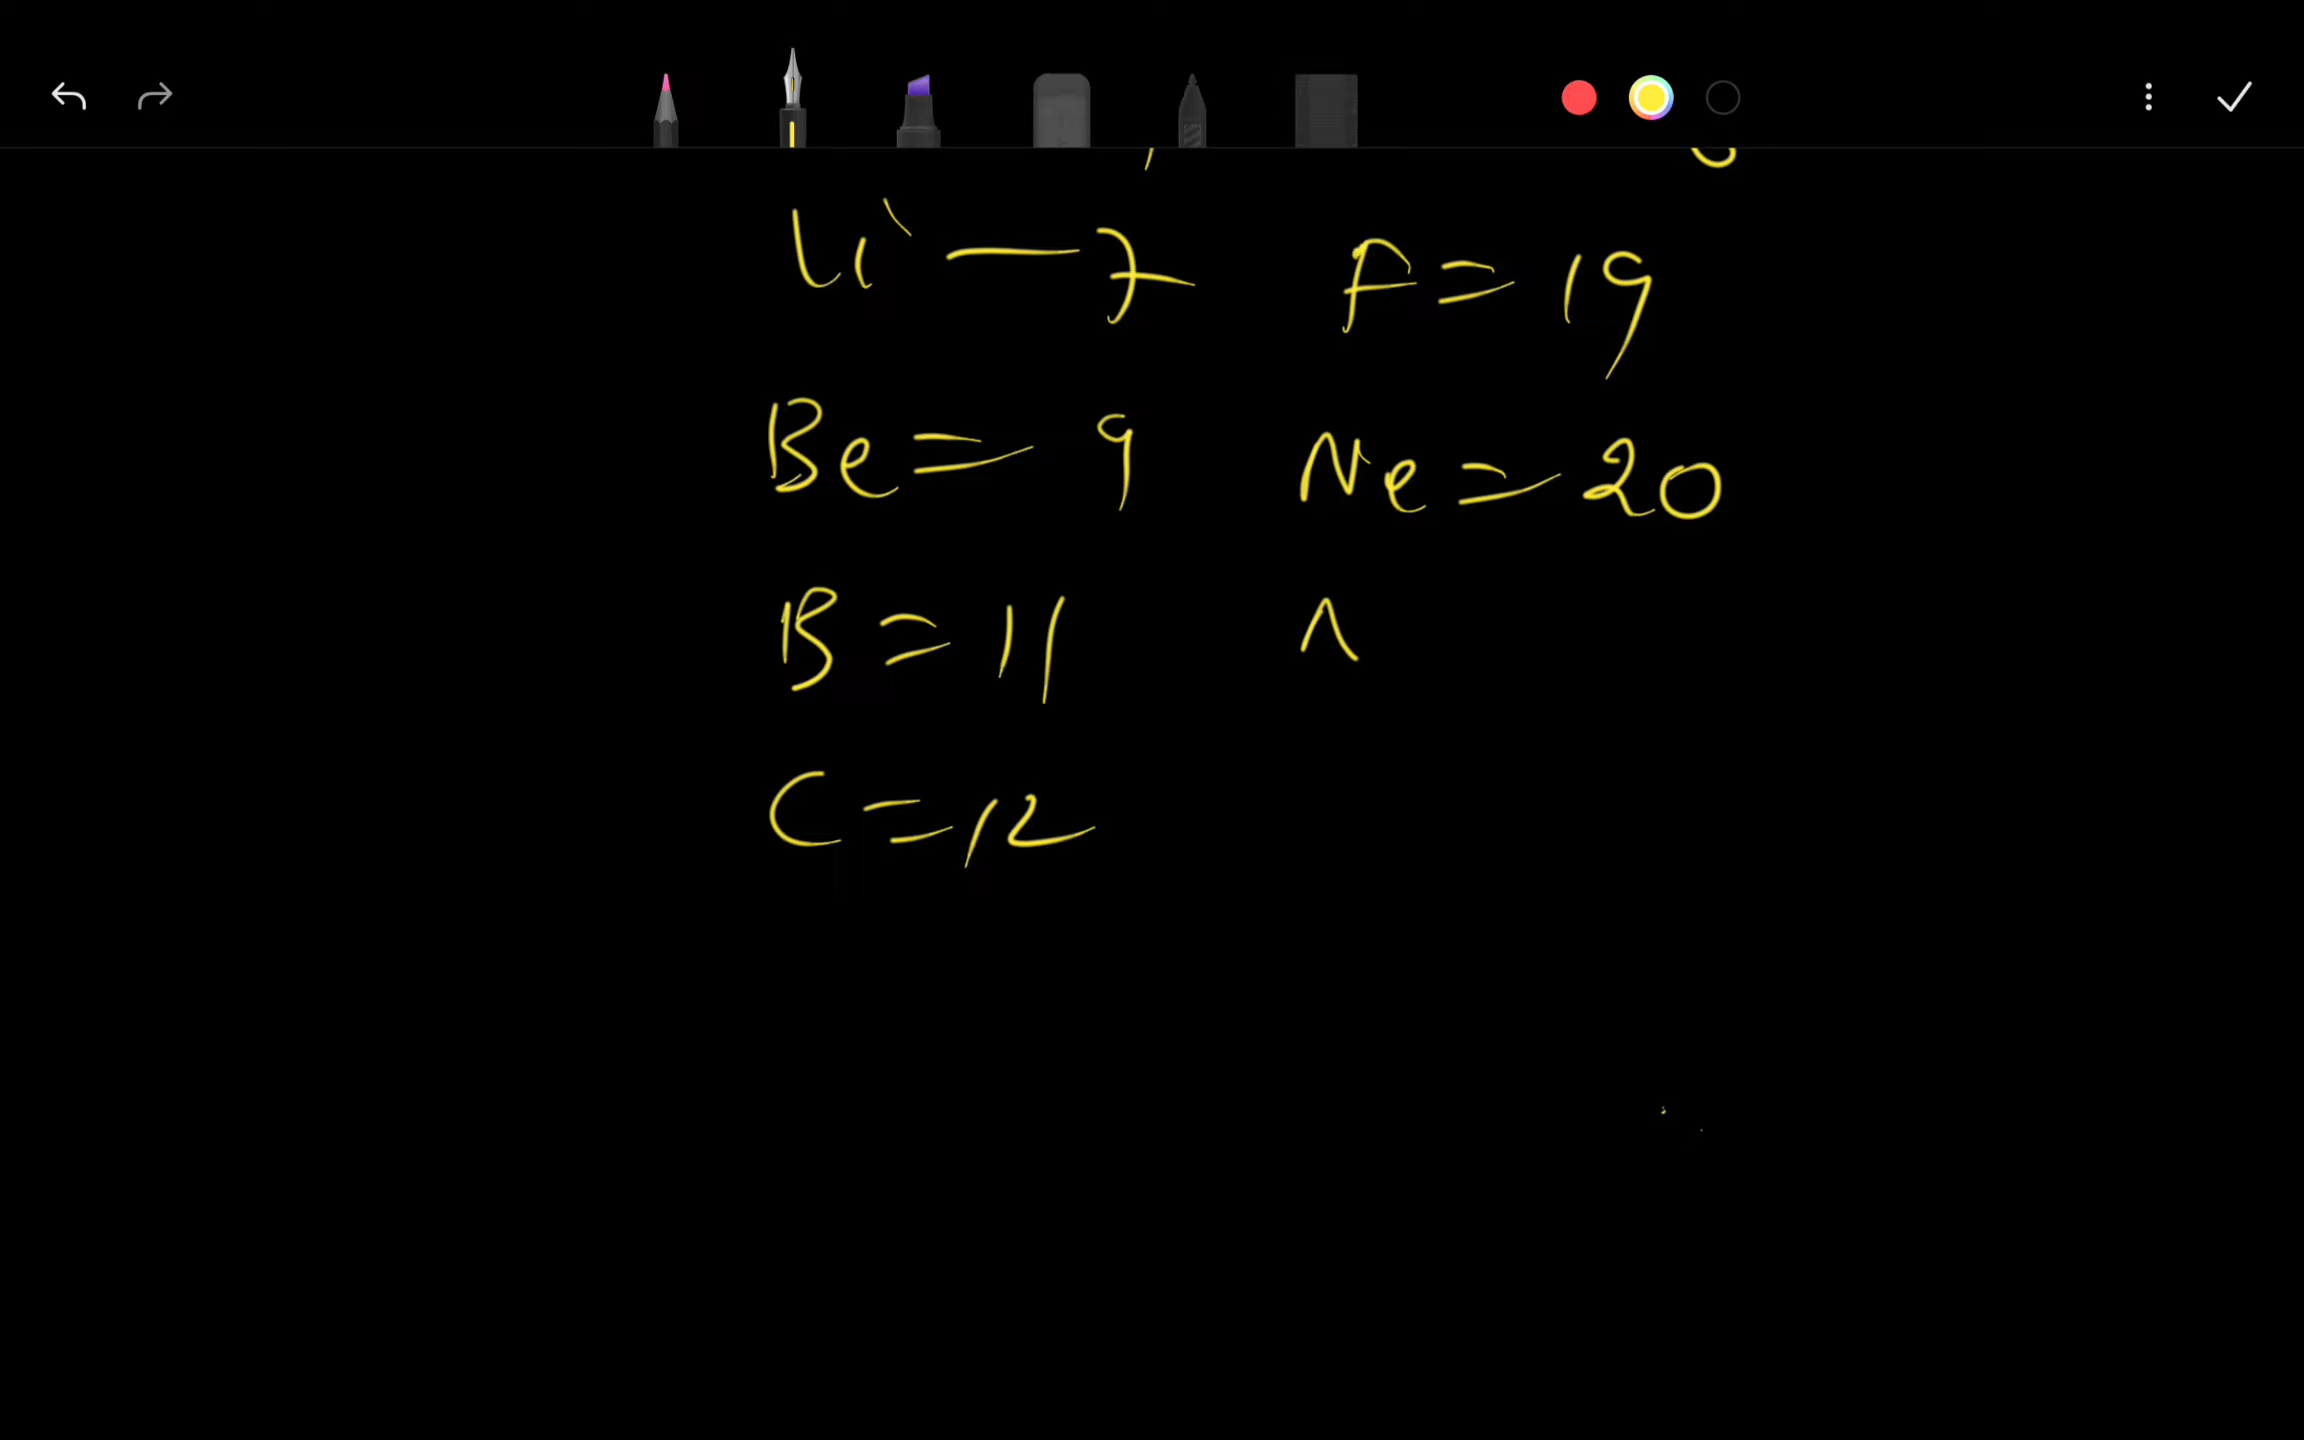 Li — 7 F = 19
Be = 9 Ne = 20
B = 11
C = 12